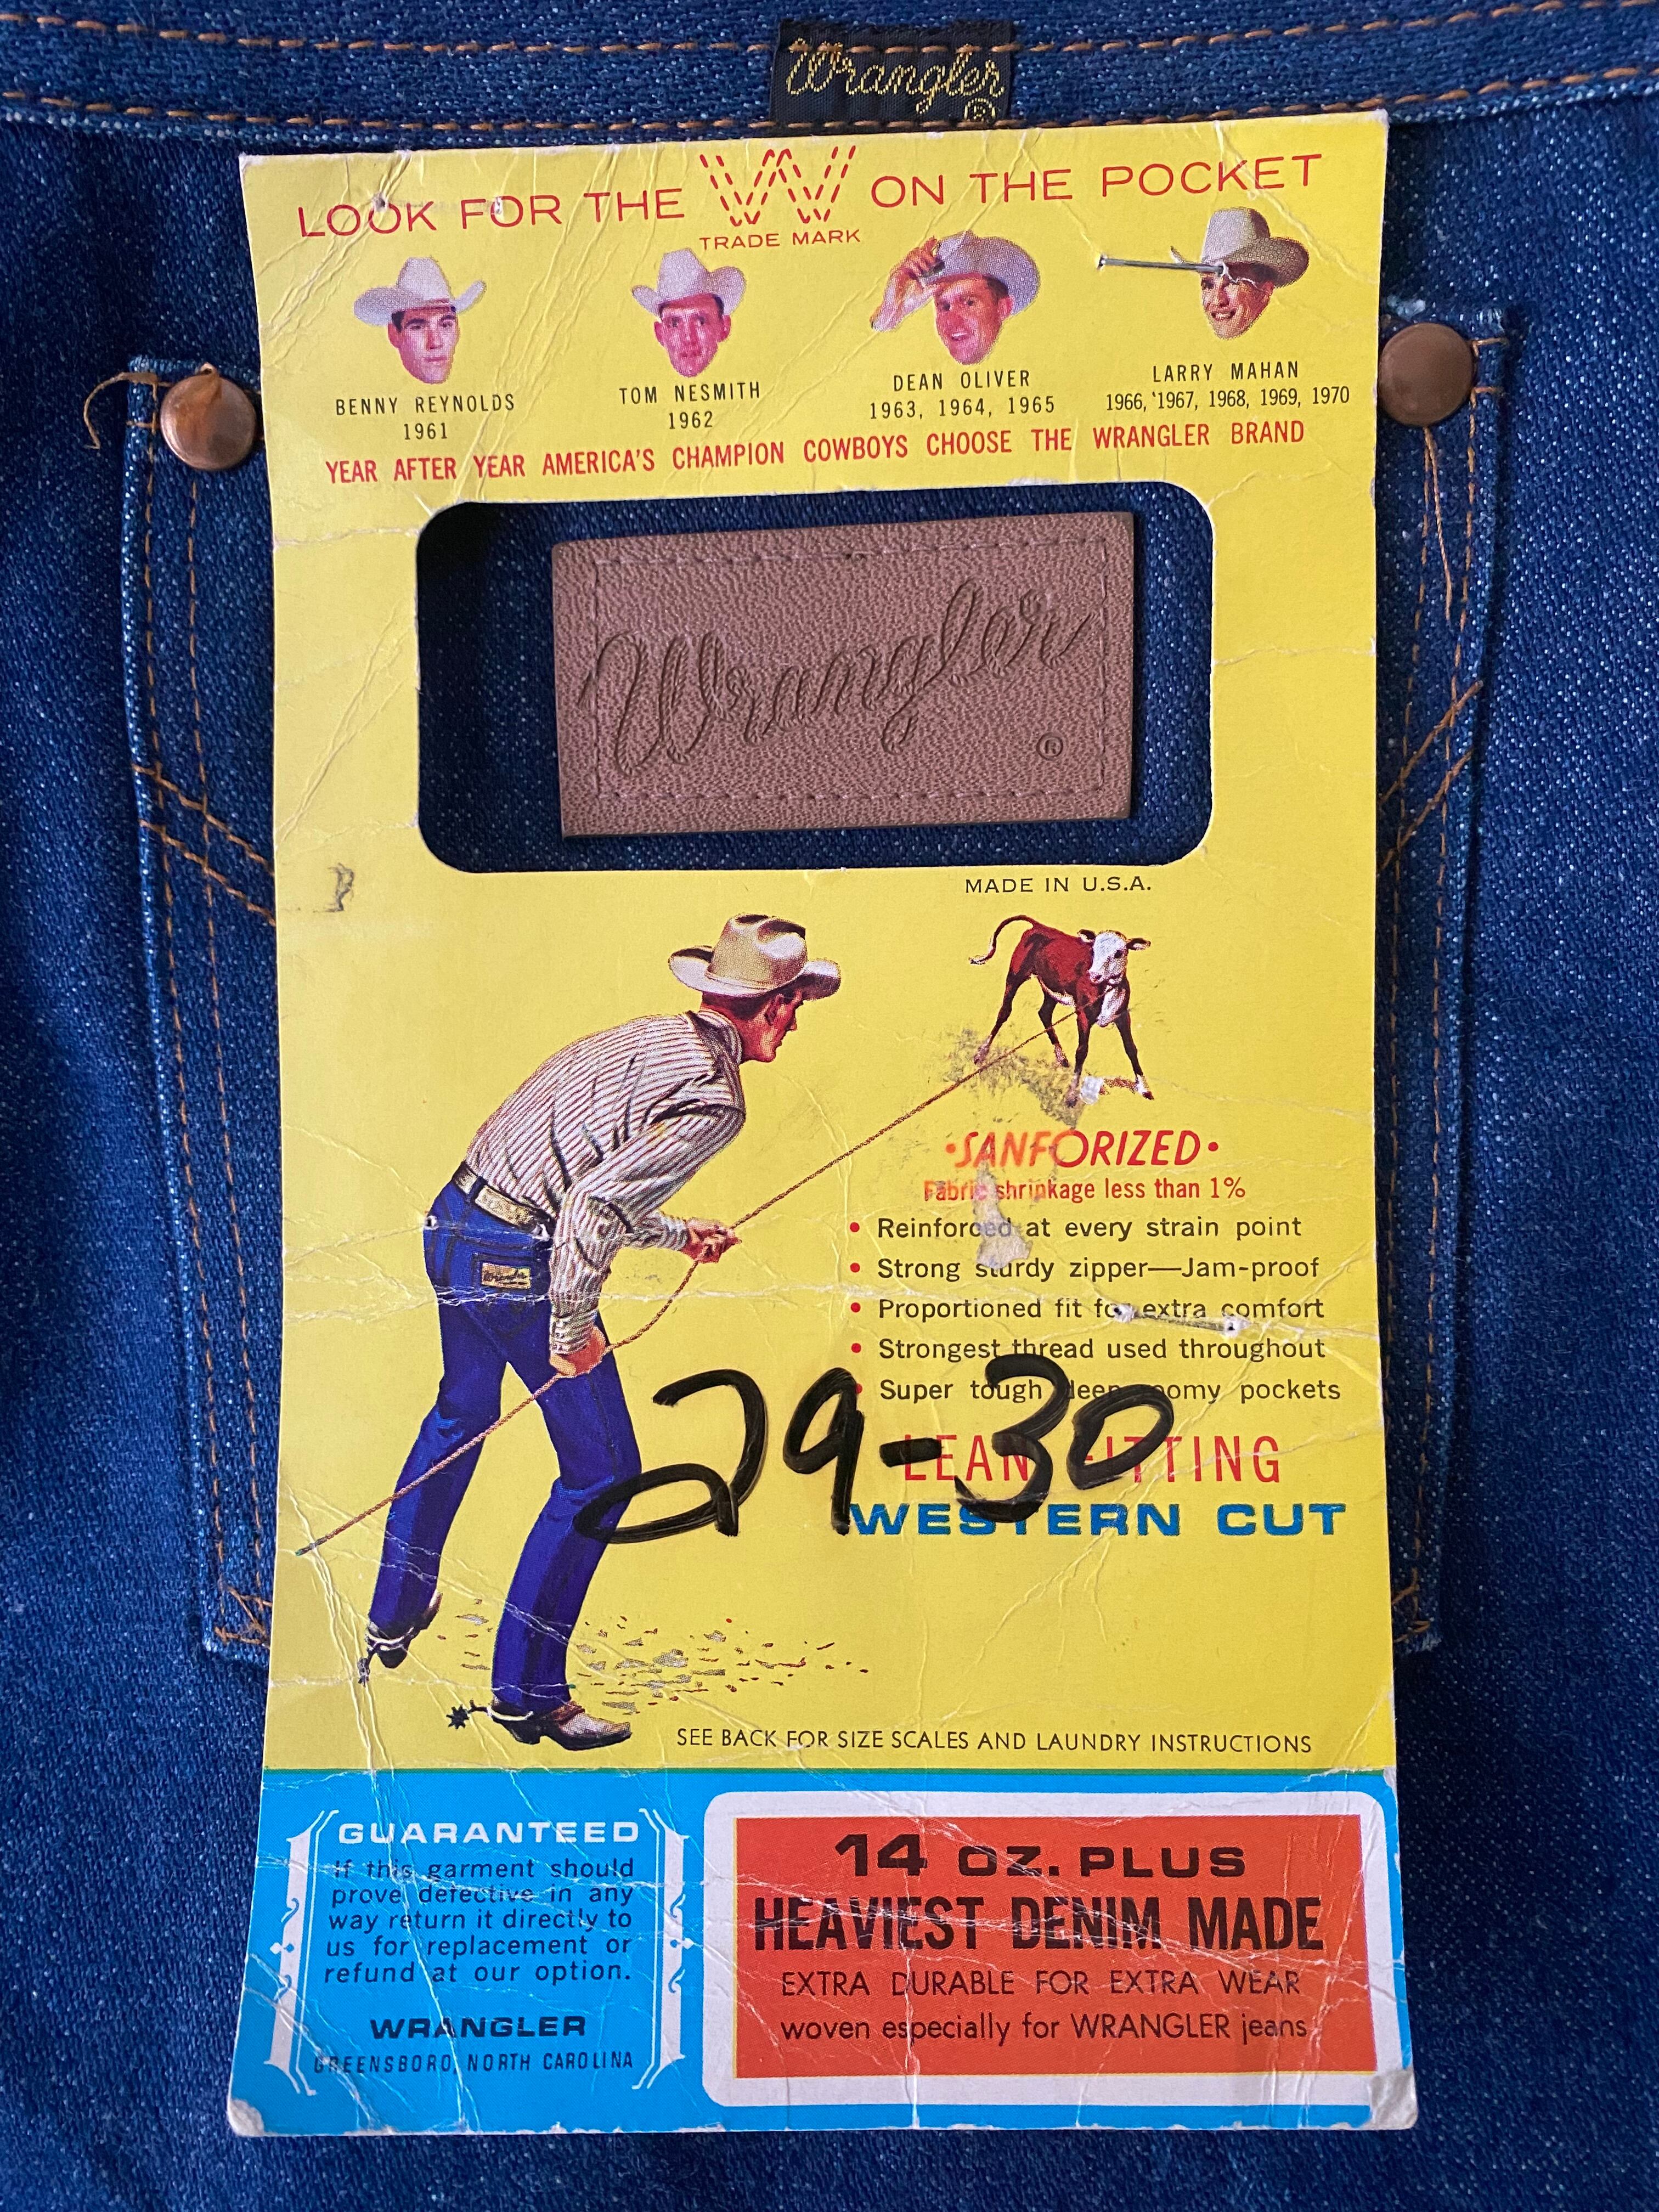 Wrangler
®
LOOK FOR THE W ON THE POCKET
TRADE MARK
BENNY REYNOLDS
1961
TOM NESMITH
1962
DEAN OLIVER
1963, 1964, 1965
LARRY MAHAN
1966, 1967, 1968, 1969, 1970
YEAR AFTER YEAR AMERICA'S CHAMPION COWBOYS CHOOSE THE WRANGLER BRAND
Wrangler
®
MADE IN U.S.A.
Wrangler
•SANFORIZED•
Fabric shrinkage less than 1%
• Reinforced at every strain point
• Strong sturdy zipper—Jam-proof
• Proportioned fit for extra comfort
• Strongest thread used throughout
• Super tough deep roomy pockets
29-30
LEAN FITTING
WESTERN CUT
SEE BACK FOR SIZE SCALES AND LAUNDRY INSTRUCTIONS
GUARANTEED
If this garment should
prove defective in any
way return it directly to
us for replacement or
refund at our option.
WRANGLER
GREENSBORO, NORTH CAROLINA
14 OZ. PLUS
HEAVIEST DENIM MADE
EXTRA DURABLE FOR EXTRA WEAR
woven especially for WRANGLER jeans